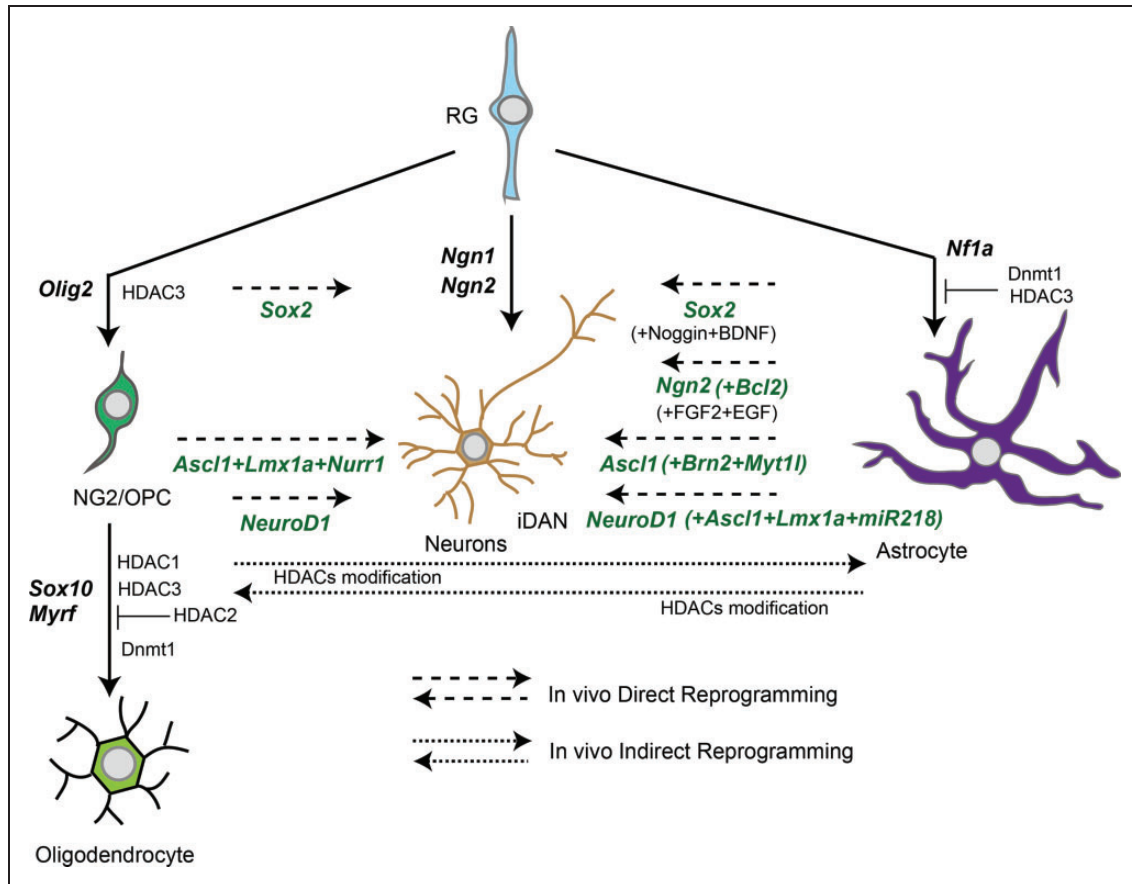 RG
Ngn1
Ngn2
Nf1a
Dnmt1
HDAC3
Olig2
HDAC3
Sox2
Sox2
(+Noggin+BDNF)
Ngn2 (+Bcl2)
(+FGF2+EGF)
Ascl1+Lmx1a+Nurr1
Ascl1 (+Brn2+Myt1l)
NG2/OPC
NeuroD1
iDAN
NeuroD1 (+Ascl1+Lmx1a+miR218)
Neurons
Astrocyte
HDACs modification
HDACs modification
HDAC1
HDAC3
Sox10
Myrf
HDAC2
Dnmt1
In vivo Direct Reprogramming
In vivo Indirect Reprogramming
Oligodendrocyte